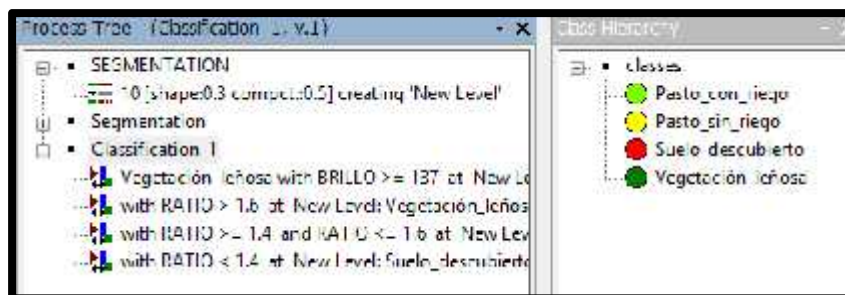 Process Tree (Classification 1, v.1)
SEGMENTATION
10 [shape:0.3 compct.:0.5] creating 'New Level'
Segmentation
Classification 1
Vegetación leñosa with BRILLO >= 137 at New Le
with RATIO > 1.6 at New Level: Vegetación_leños
with RATIO >= 1.4 and RATIO <= 1.6 at New Lev
with RATIO < 1.4 at New Level: Suelo_descubierto
Class Hierarchy
classes
Pasto_con_riego
Pasto_sin_riego
Suelo descubierto
Vegetación leñosa